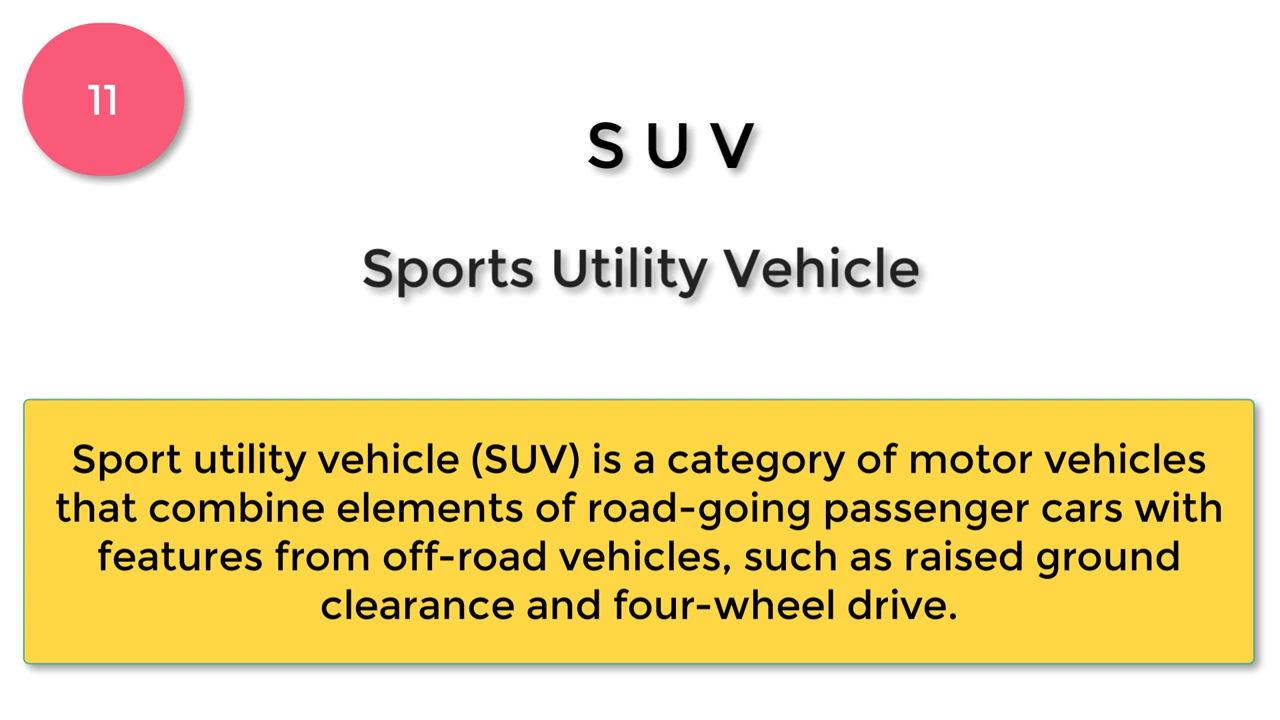 11
S U V
Sports Utility Vehicle
Sport utility vehicle (SUV) is a category of motor vehicles
that combine elements of road-going passenger cars with
features from off-road vehicles, such as raised ground
clearance and four-wheel drive.